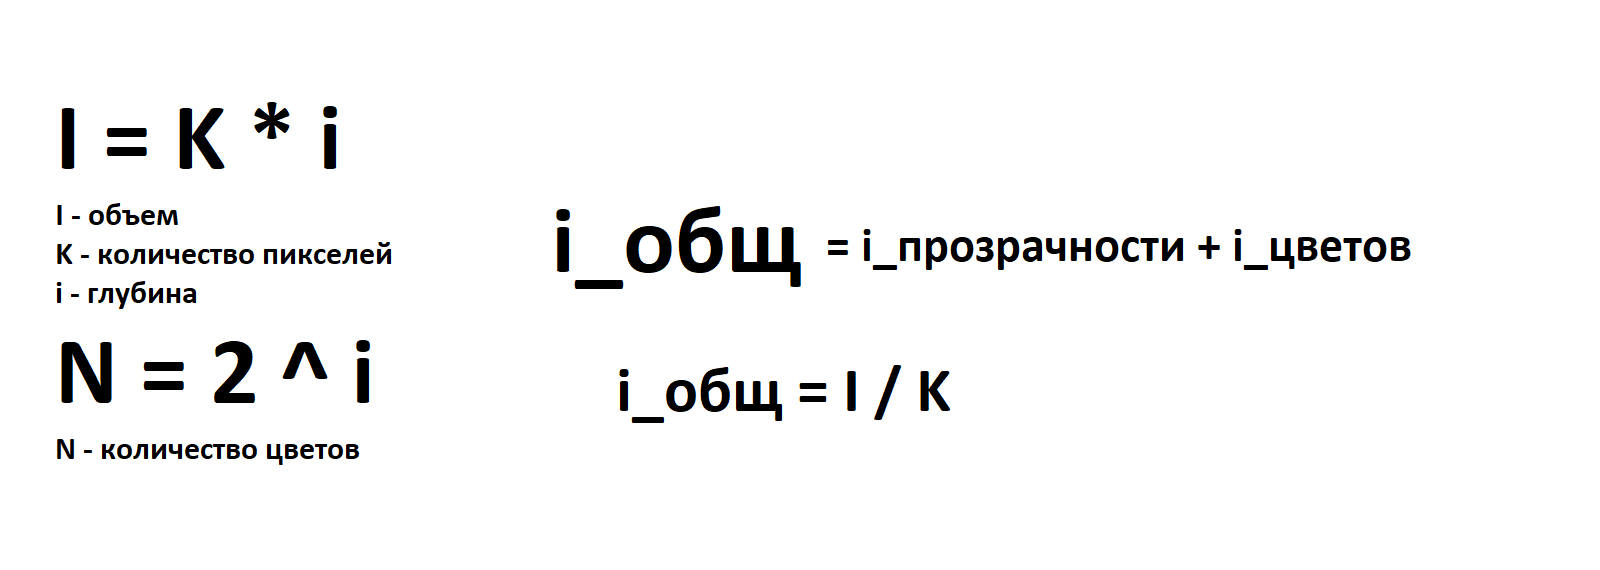 I = K * i
I - объем
K - количество пикселей
i - глубина
N = 2 ^ i
N - количество цветов
i_общ = i_прозрачности + i_цветов
i_общ = I / K